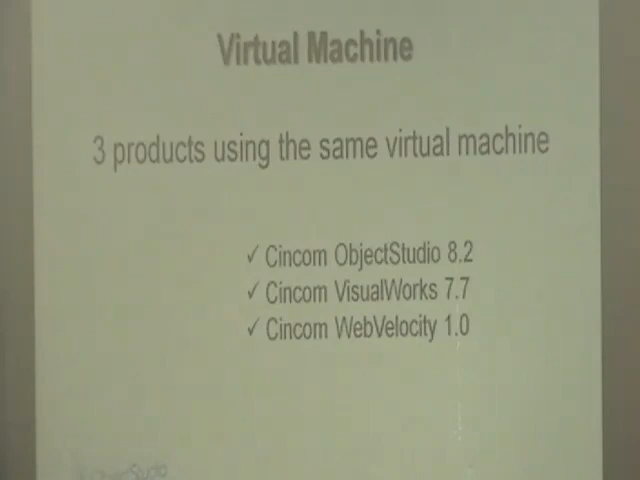 Virtual Machine
3 products using the same virtual machine
✓ Cincom ObjectStudio 8.2
✓ Cincom VisualWorks 7.7
✓ Cincom WebVelocity 1.0